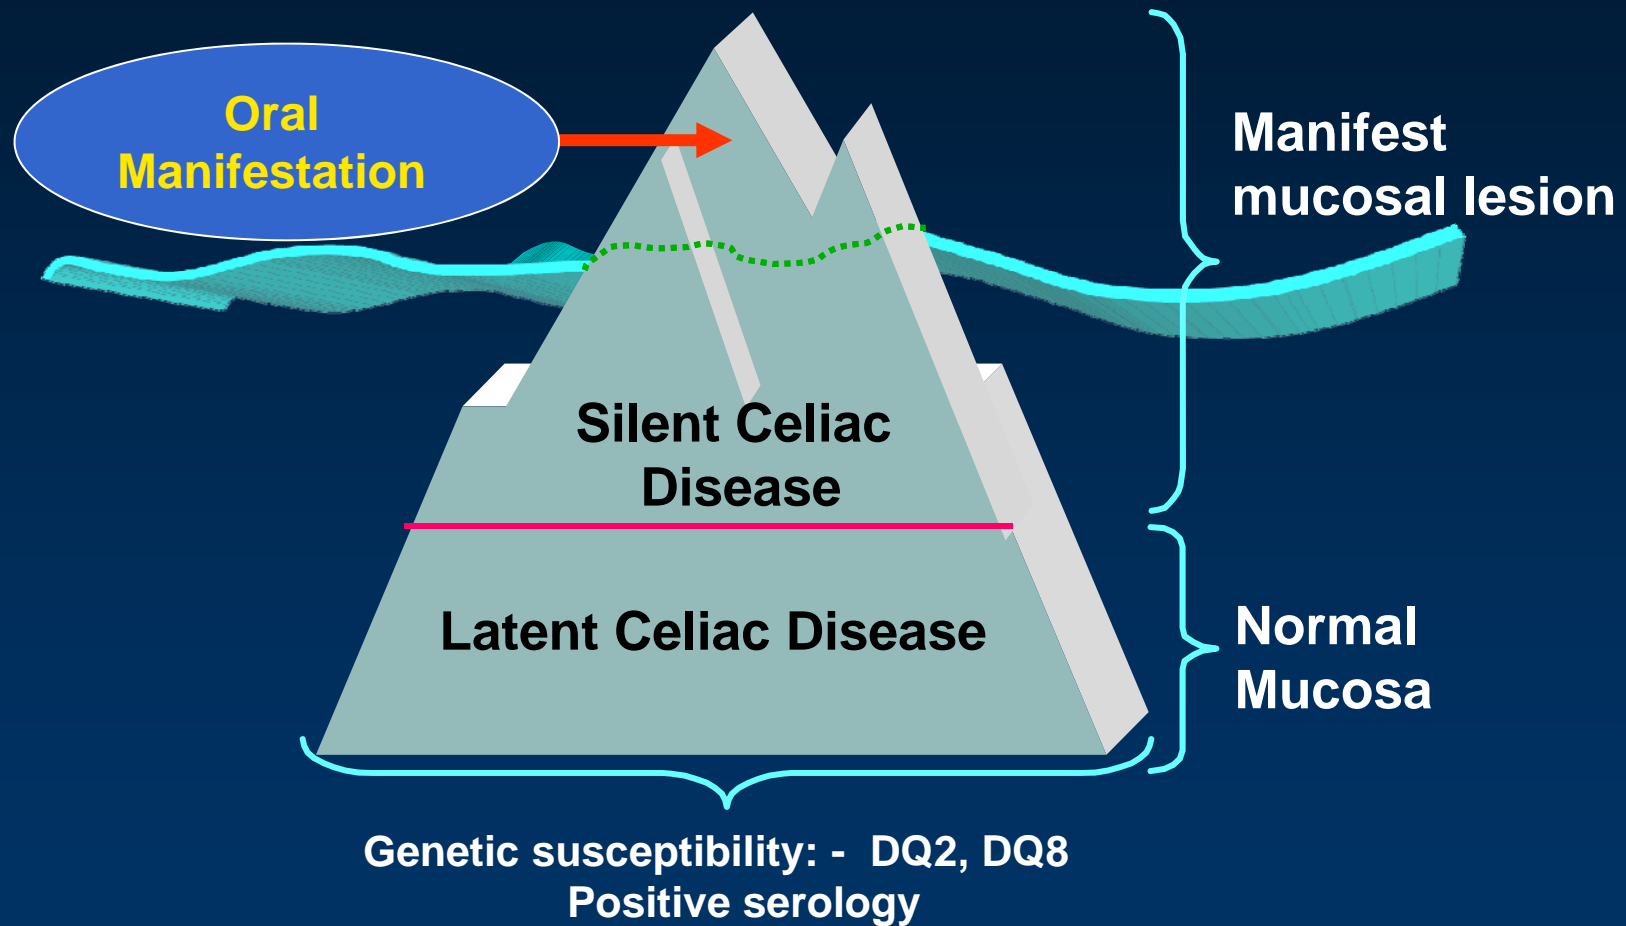 Oral
Manifestation
Manifest
mucosal lesion
Silent Celiac
Disease
Latent Celiac Disease
Normal
Mucosa
Genetic susceptibility: - DQ2, DQ8
Positive serology